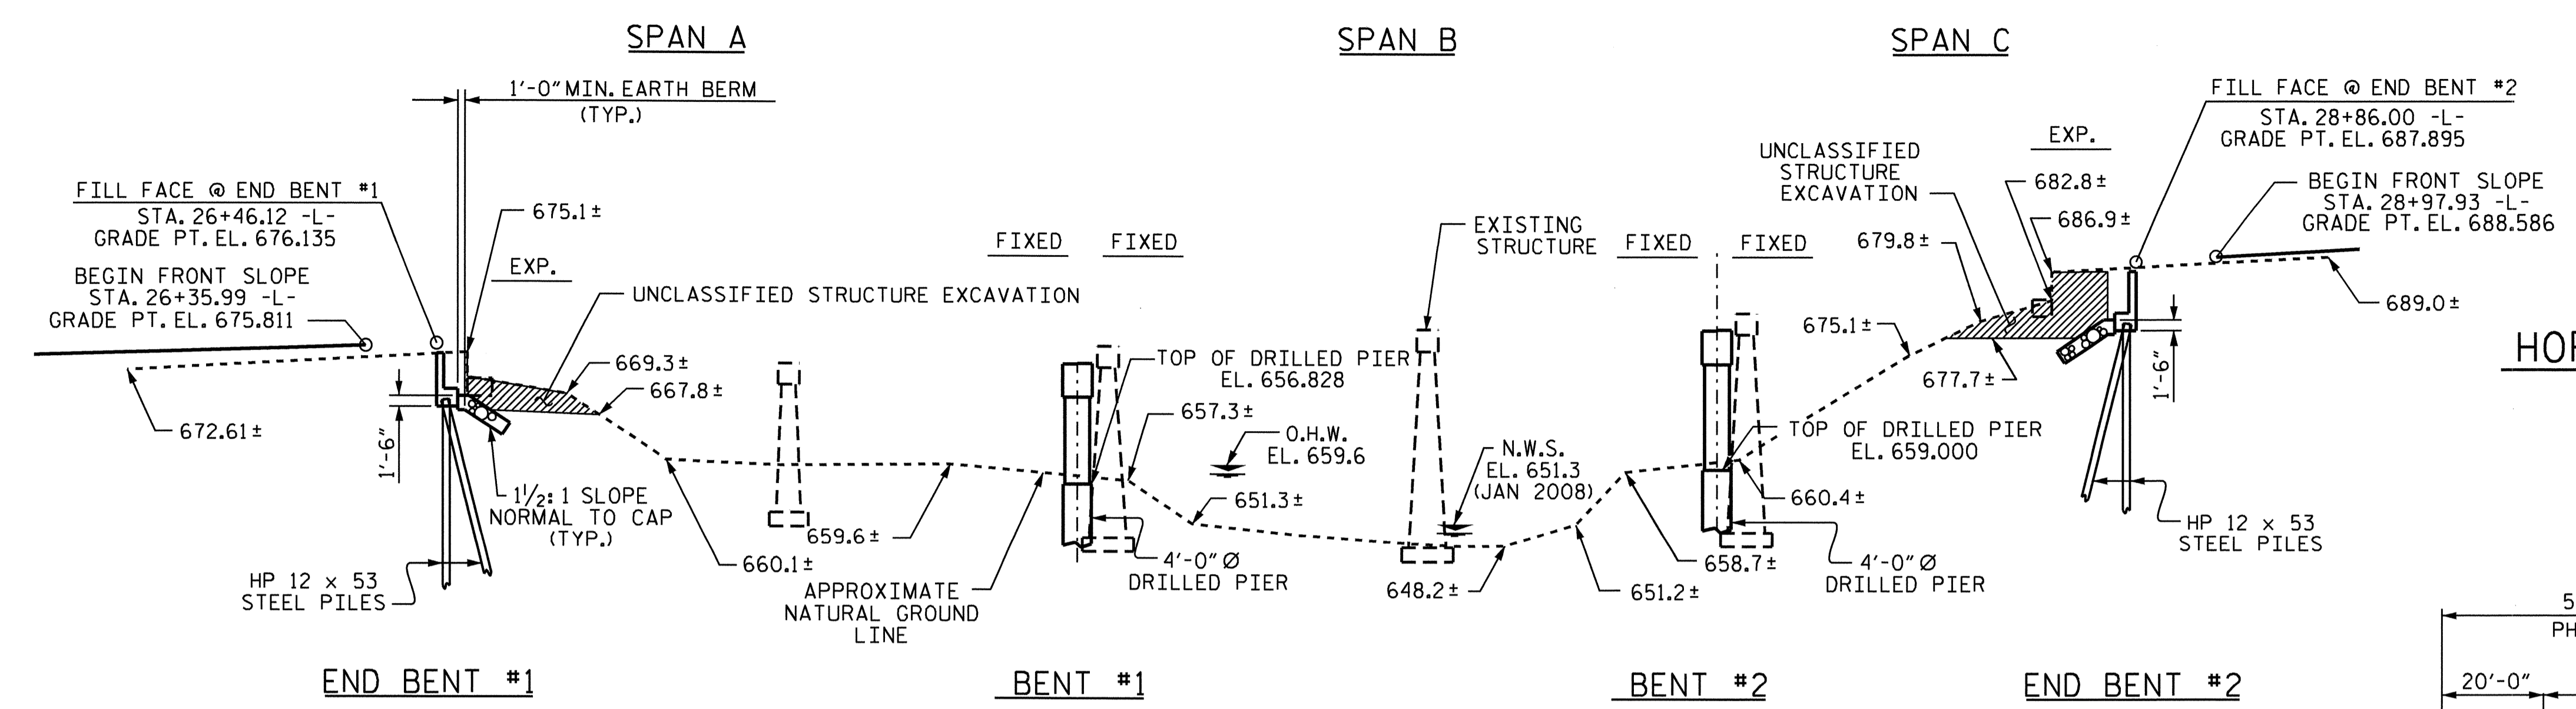 SPAN A
SPAN B
SPAN C
1'-0" MIN. EARTH BERM
(TYP.)
FILL FACE @ END BENT #2
STA. 28+86.00 -L-
GRADE PT. EL. 687.895
EXP.
UNCLASSIFIED
STRUCTURE
EXCAVATION
682.8±
686.9±
679.8±
BEGIN FRONT SLOPE
STA. 28+97.93 -L-
GRADE PT. EL. 688.586
FILL FACE @ END BENT #1
STA. 26+46.12 -L-
GRADE PT. EL. 676.135
675.1±
EXISTING
STRUCTURE
FIXED
FIXED
FIXED
FIXED
BEGIN FRONT SLOPE
STA. 26+35.99 -L-
GRADE PT. EL. 675.811
EXP.
UNCLASSIFIED STRUCTURE EXCAVATION
689.0±
675.1±
669.3±
667.8±
TOP OF DRILLED PIER
EL. 656.828
677.7±
1'-6"
HOR
672.61±
1'-6"
657.3±
O.H.W.
EL. 659.6
N.W.S.
EL. 651.3
(JAN 2008)
TOP OF DRILLED PIER
EL. 659.000
1½:1 SLOPE
NORMAL TO CAP
(TYP.)
651.3±
660.4±
659.6±
660.1±
HP 12 x 53
STEEL PILES
HP 12 x 53
STEEL PILES
APPROXIMATE
NATURAL GROUND
LINE
4'-0" Ø
DRILLED PIER
648.2±
651.2±
658.7±
4'-0" Ø
DRILLED PIER
5
PH
20'-0"
END BENT #1
BENT #1
BENT #2
END BENT #2